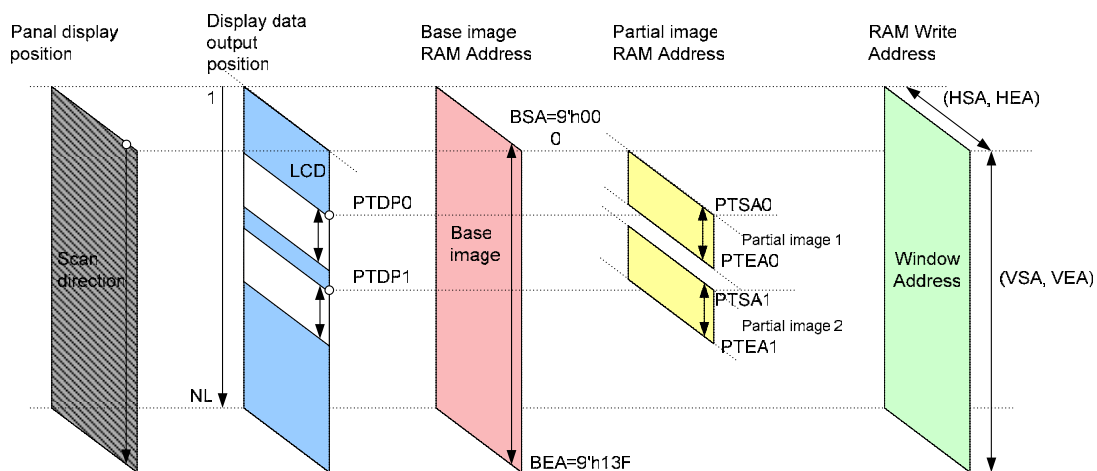 Panal display
position
Display data
output
position
Base image
RAM Address
Partial image
RAM Address
RAM Write
Address
1
BSA=9'h00
0
(HSA, HEA)
LCD
PTDP0
PTSA0
Partial image 1
Scan
direction
Base
image
PTEA0
Window
Address
PTDP1
PTSA1
(VSA, VEA)
Partial image 2
PTEA1
NL
BEA=9'h13F